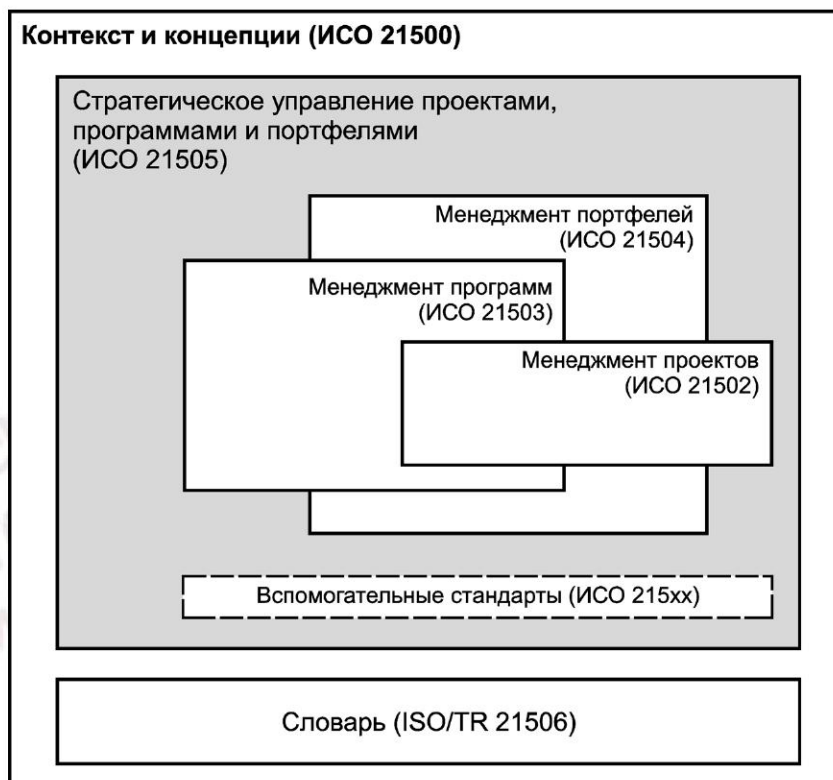 Контекст и концепции (ИСО 21500)
Стратегическое управление проектами,
программами и портфелями
(ИСО 21505)
Менеджмент портфелей
(ИСО 21504)
Менеджмент программ
(ИСО 21503)
Менеджмент проектов
(ИСО 21502)
Вспомогательные стандарты (ИСО 215xx)
Словарь (ISO/TR 21506)